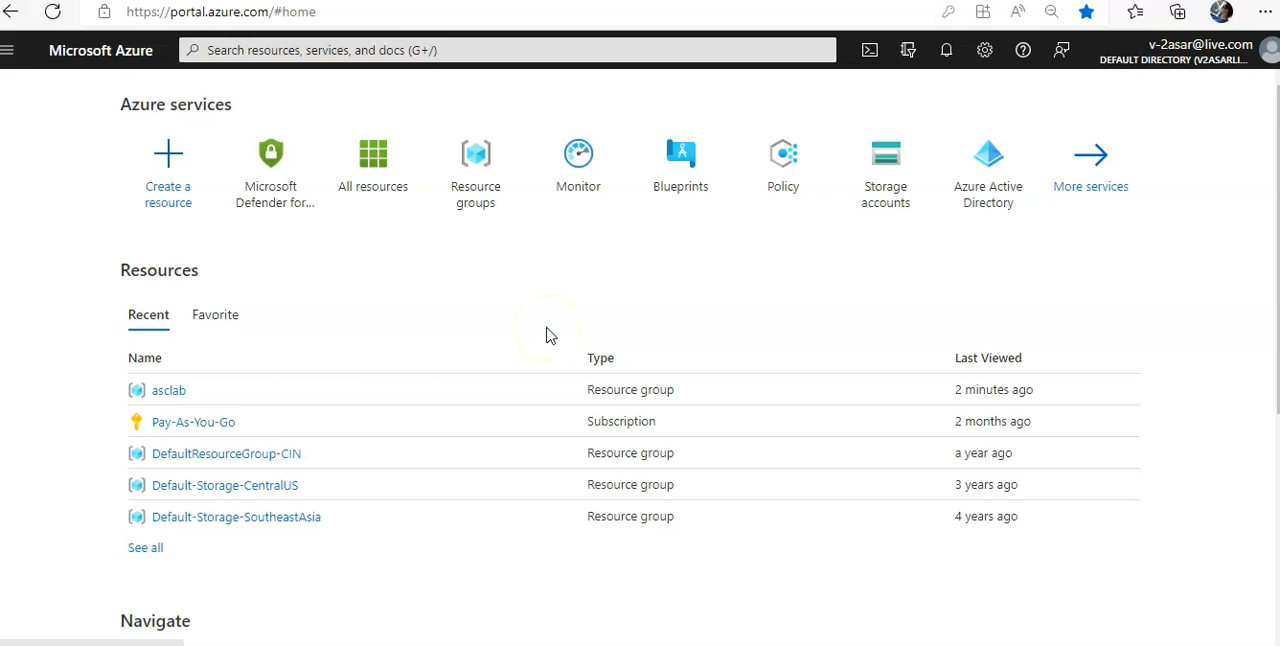 https://portal.azure.com/#home
Microsoft Azure
Search resources, services, and docs (G+/)
v-2asar@live.com
DEFAULT DIRECTORY (V2ASARLI...
Azure services
Create a resource
Microsoft Defender for...
All resources
Resource groups
Monitor
Blueprints
Policy
Storage accounts
Azure Active Directory
More services
Resources
Recent Favorite
Name Type Last Viewed
asclab Resource group 2 minutes ago
Pay-As-You-Go Subscription 2 months ago
DefaultResourceGroup-CIN Resource group a year ago
Default-Storage-CentralUS Resource group 3 years ago
Default-Storage-SoutheastAsia Resource group 4 years ago
See all
Navigate